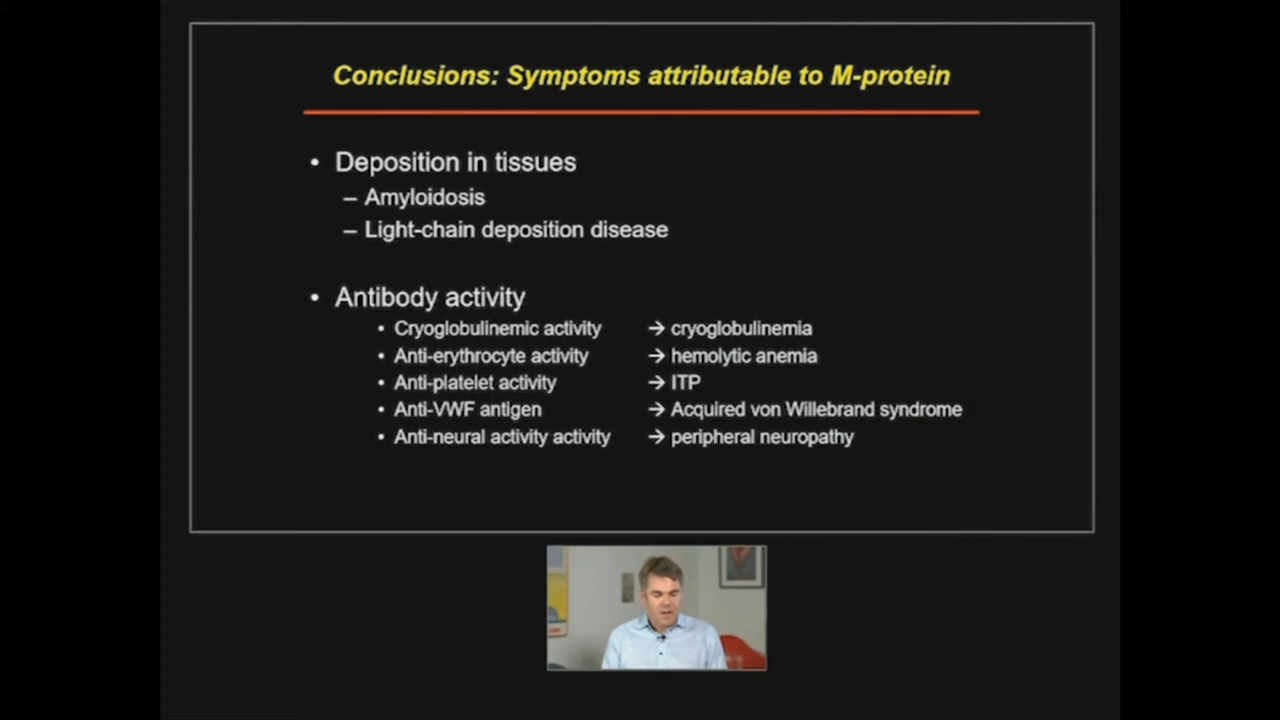 Conclusions: Symptoms attributable to M-protein
• Deposition in tissues
– Amyloidosis
– Light-chain deposition disease
• Antibody activity
• Cryoglobulinemic activity → cryoglobulinemia
• Anti-erythrocyte activity → hemolytic anemia
• Anti-platelet activity → ITP
• Anti-VWF antigen → Acquired von Willebrand syndrome
• Anti-neural activity activity → peripheral neuropathy